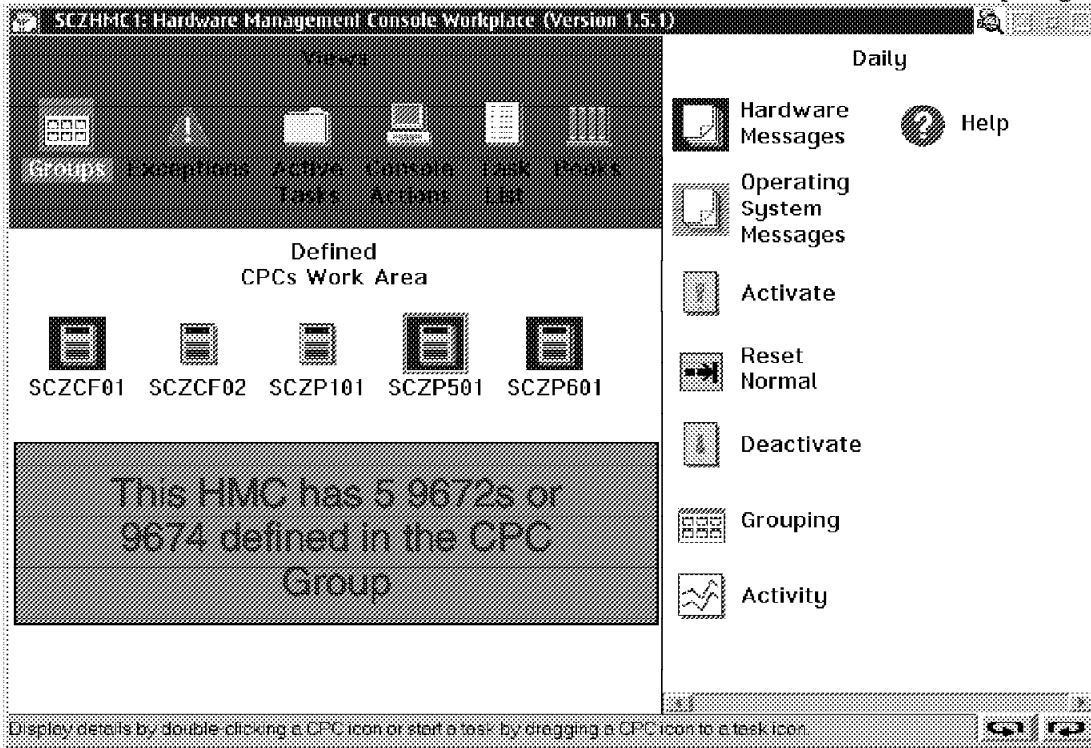 SCZHMC1: Hardware Management Console Workplace (Version 1.5.1)
Views
Groups
Exceptions
Active
Tasks
Console
Actions
Task
List
Books
Defined
CPCs Work Area
SCZCF01
SCZCF02
SCZP101
SCZP501
SCZP601
This HMC has 5 9672s or
9674 defined in the CPC
Group
Daily
Hardware
Messages
Help
Operating
System
Messages
Activate
Reset
Normal
Deactivate
Grouping
Activity
Display details by double-clicking a CPC icon or start a task by dragging a CPC icon to a task icon.